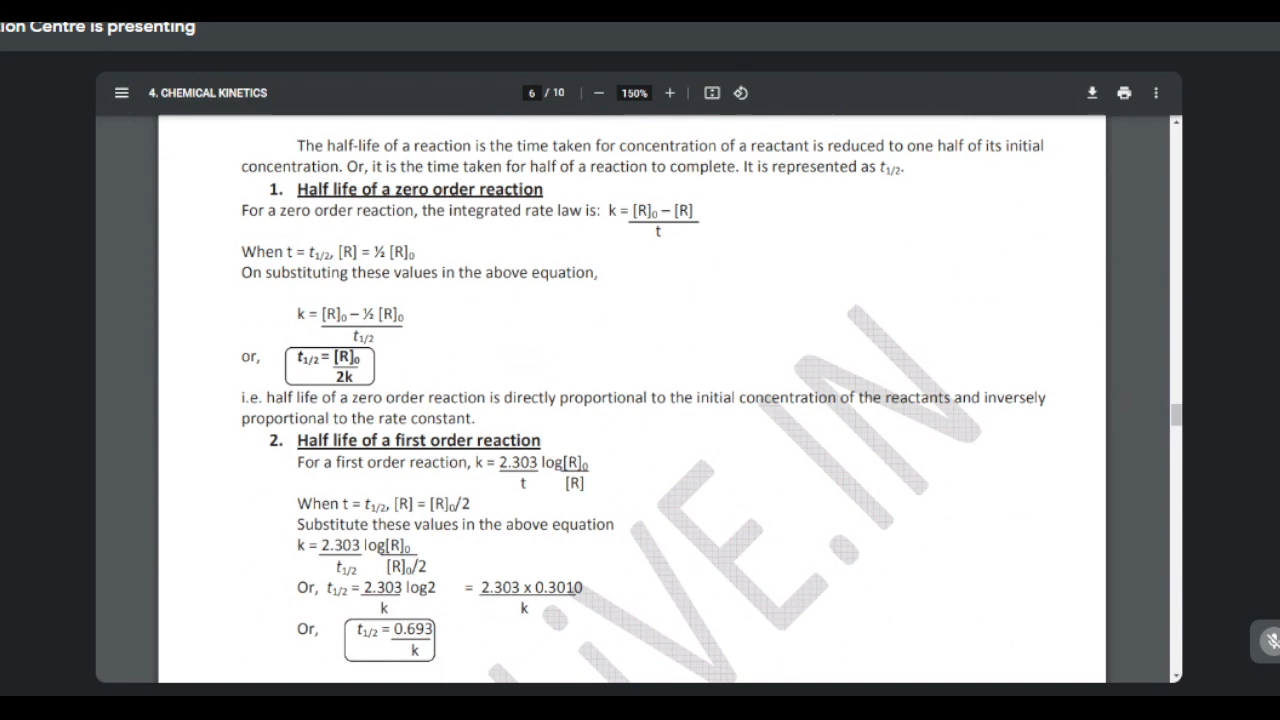 ion Centre is presenting
4. CHEMICAL KINETICS
6 / 10 | − 150% + |
The half-life of a reaction is the time taken for concentration of a reactant is reduced to one half of its initial
concentration. Or, it is the time taken for half of a reaction to complete. It is represented as t1/2.
1. Half life of a zero order reaction
For a zero order reaction, the integrated rate law is: k = [R]0 – [R]
t
When t = t1/2, [R] = ½ [R]0
On substituting these values in the above equation,
k = [R]0 – ½ [R]0
t1/2
or, t1/2 = [R]0
2k
i.e. half life of a zero order reaction is directly proportional to the initial concentration of the reactants and inversely
proportional to the rate constant.
2. Half life of a first order reaction
For a first order reaction, k = 2.303 log[R]0
t [R]
When t = t1/2, [R] = [R]0/2
Substitute these values in the above equation
k = 2.303 log[R]0
t1/2 [R]0/2
Or, t1/2 = 2.303 log2 = 2.303 x 0.3010
k k
Or, t1/2 = 0.693
k
LiVE.IN